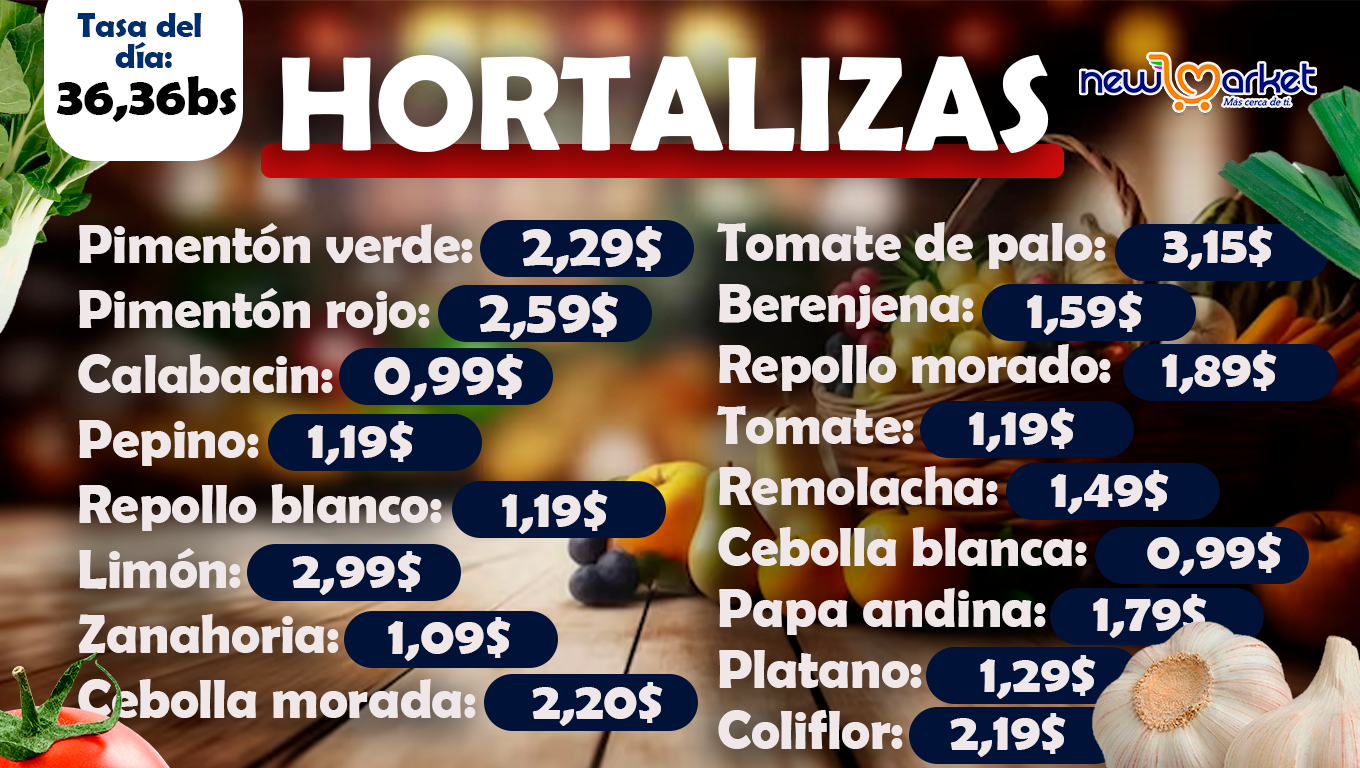 Tasa del
día:
36,36bs
HORTALIZAS
new market
Más cerca de ti.
Pimentón verde: 2,29$
Pimentón rojo: 2,59$
Calabacin: 0,99$
Pepino: 1,19$
Repollo blanco: 1,19$
Limón: 2,99$
Zanahoria: 1,09$
Cebolla morada: 2,20$
Tomate de palo: 3,15$
Berenjena: 1,59$
Repollo morado: 1,89$
Tomate: 1,19$
Remolacha: 1,49$
Cebolla blanca: 0,99$
Papa andina: 1,79$
Platano: 1,29$
Coliflor: 2,19$